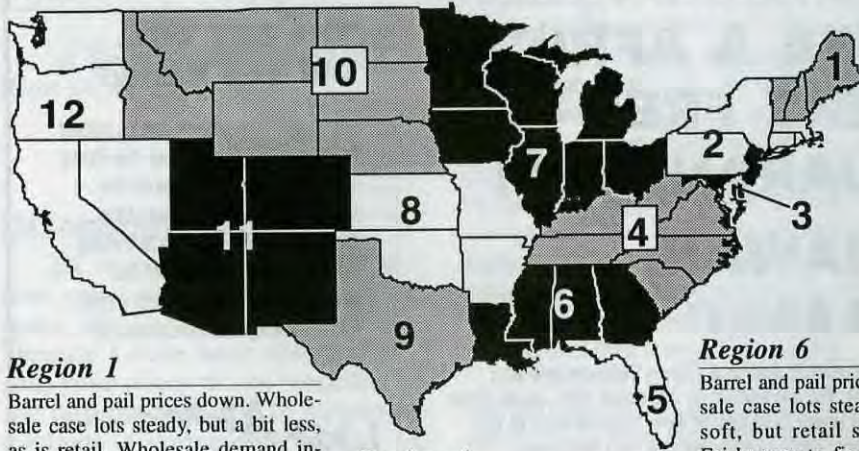 1
10
12
2
7
8
3
4
11
6
9
5
Region 1
Barrel and pail prices down. Whole-
sale case lots steady, but a bit less,
as is retail. Wholesale demand in-
Region 6
Barrel and pail pric
sale case lots stea
soft, but retail s